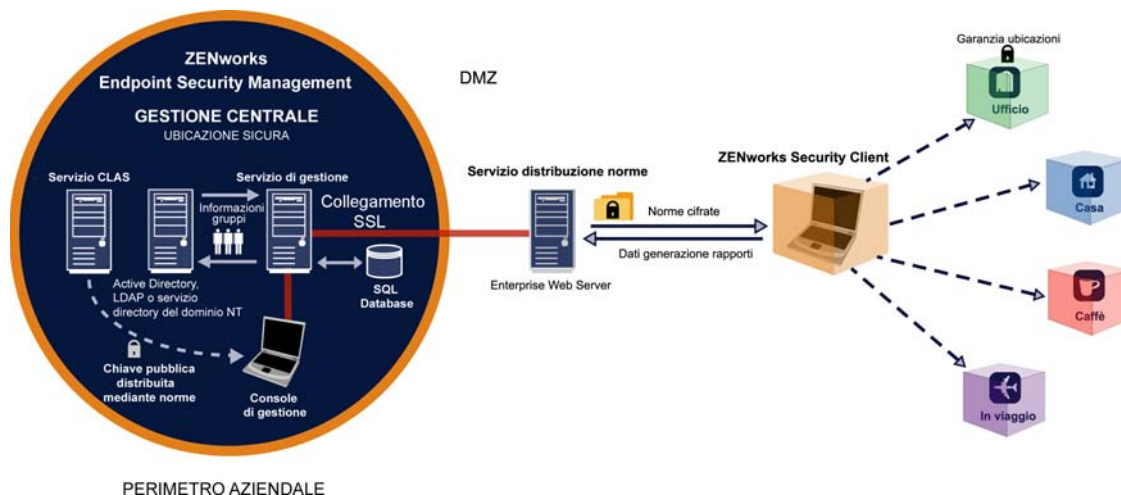 ZENworks
Endpoint Security Management
GESTIONE CENTRALE
UBICAZIONE SICURA
Servizio CLAS
Servizio di gestione
Informazioni
gruppi
Collegamento
SSL
Active Directory,
LDAP o servizio
directory del dominio NT
SQL
Database
Chiave pubblica
distribuita
mediante norme
Console
di gestione
PERIMETRO AZIENDALE
DMZ
Servizio distribuzione norme
Enterprise Web Server
Norme cifrate
Dati generazione rapporti
ZENworks Security Client
Garanzia ubicazioni
Ufficio
Casa
Caffè
In viaggio